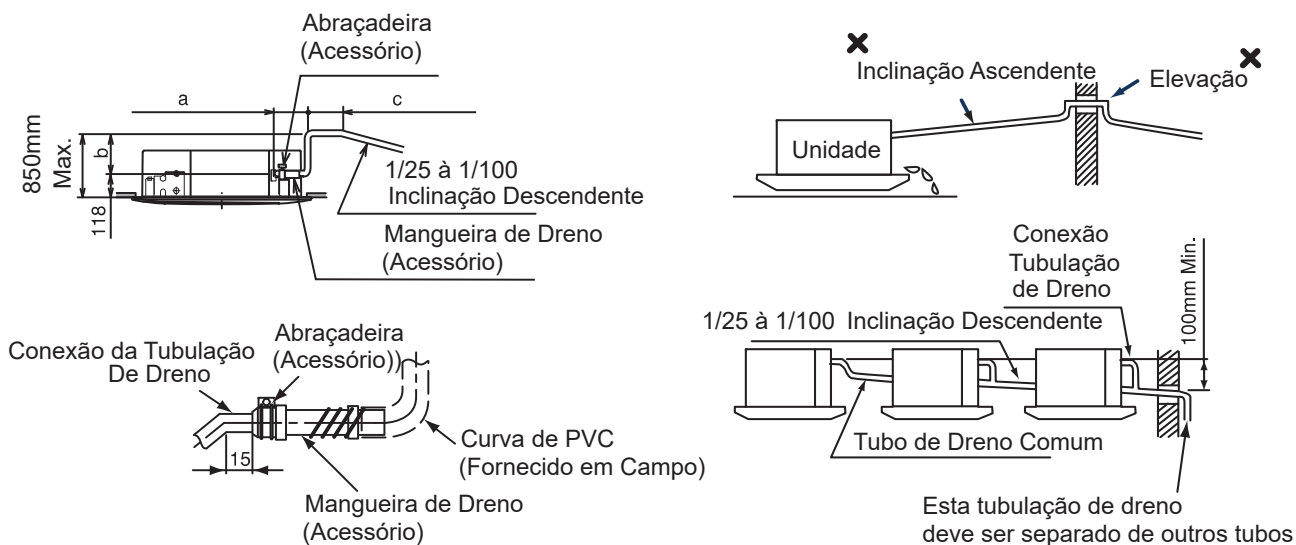 Abraçadeira
(Acessório)
a
c
850mm
Max.
b
118
1/25 à 1/100
Inclinação Descendente
Mangueira de Dreno
(Acessório)
Inclinação Ascendente
Elevação
Unidade
Conexão da Tubulação
De Dreno
Abraçadeira
(Acessório))
15
Curva de PVC
(Fornecido em Campo)
Mangueira de Dreno
(Acessório)
Conexão
Tubulação
de Dreno
100mm Min.
1/25 à 1/100 Inclinação Descendente
Tubo de Dreno Comum
Esta tubulação de dreno
deve ser separado de outros tubos